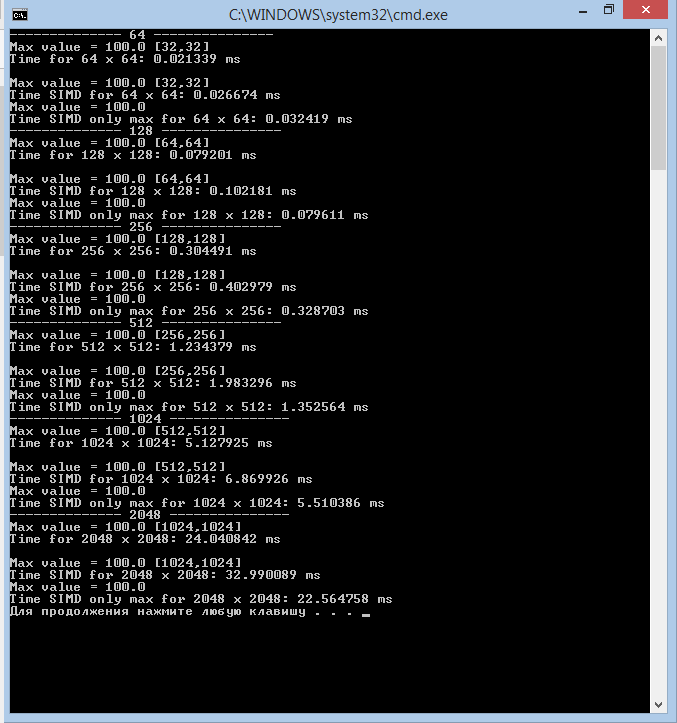 C:\WINDOWS\system32\cmd.exe
-------------- 64 ---------------
Max value = 100.0 [32,32]
Time for 64 x 64: 0.021339 ms
Max value = 100.0 [32,32]
Time SIMD for 64 x 64: 0.026674 ms
Max value = 100.0
Time SIMD only max for 64 x 64: 0.032419 ms
-------------- 128 ---------------
Max value = 100.0 [64,64]
Time for 128 x 128: 0.079201 ms
Max value = 100.0 [64,64]
Time SIMD for 128 x 128: 0.102181 ms
Max value = 100.0
Time SIMD only max for 128 x 128: 0.079611 ms
-------------- 256 ---------------
Max value = 100.0 [128,128]
Time for 256 x 256: 0.304491 ms
Max value = 100.0 [128,128]
Time SIMD for 256 x 256: 0.402979 ms
Max value = 100.0
Time SIMD only max for 256 x 256: 0.328703 ms
-------------- 512 ---------------
Max value = 100.0 [256,256]
Time for 512 x 512: 1.234379 ms
Max value = 100.0 [256,256]
Time SIMD for 512 x 512: 1.983296 ms
Max value = 100.0
Time SIMD only max for 512 x 512: 1.352564 ms
-------------- 1024 ---------------
Max value = 100.0 [512,512]
Time for 1024 x 1024: 5.127925 ms
Max value = 100.0 [512,512]
Time SIMD for 1024 x 1024: 6.869926 ms
Max value = 100.0
Time SIMD only max for 1024 x 1024: 5.510386 ms
-------------- 2048 ---------------
Max value = 100.0 [1024,1024]
Time for 2048 x 2048: 24.040842 ms
Max value = 100.0 [1024,1024]
Time SIMD for 2048 x 2048: 32.990089 ms
Max value = 100.0
Time SIMD only max for 2048 x 2048: 22.564758 ms
Для продолжения нажмите любую клавишу . . . _